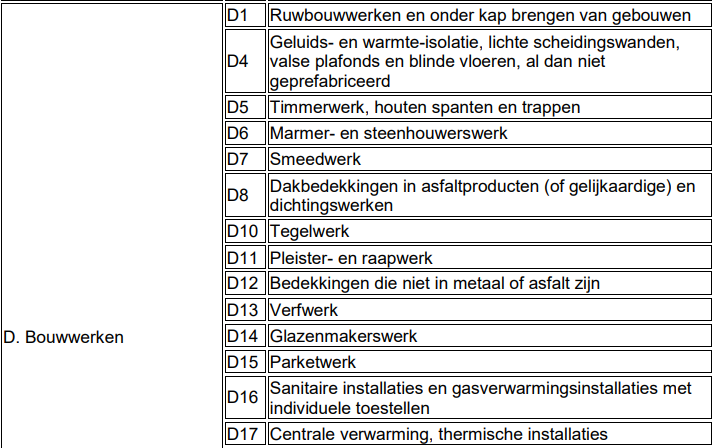 D. Bouwwerken
D1 Ruwbouwwerken en onder kap brengen van gebouwen
D4 Geluids- en warmte-isolatie, lichte scheidingswanden,
valse plafonds en blinde vloeren, al dan niet
geprefabriceerd
D5 Timmerwerk, houten spanten en trappen
D6 Marmer- en steenhouwerswerk
D7 Smeedwerk
D8 Dakbedekkingen in asfaltproducten (of gelijkaardige) en
dichtingswerken
D10 Tegelwerk
D11 Pleister- en raapwerk
D12 Bedekkingen die niet in metaal of asfalt zijn
D13 Verfwerk
D14 Glazenmakerswerk
D15 Parketwerk
D16 Sanitaire installaties en gasverwarmingsinstallaties met
individuele toestellen
D17 Centrale verwarming, thermische installaties